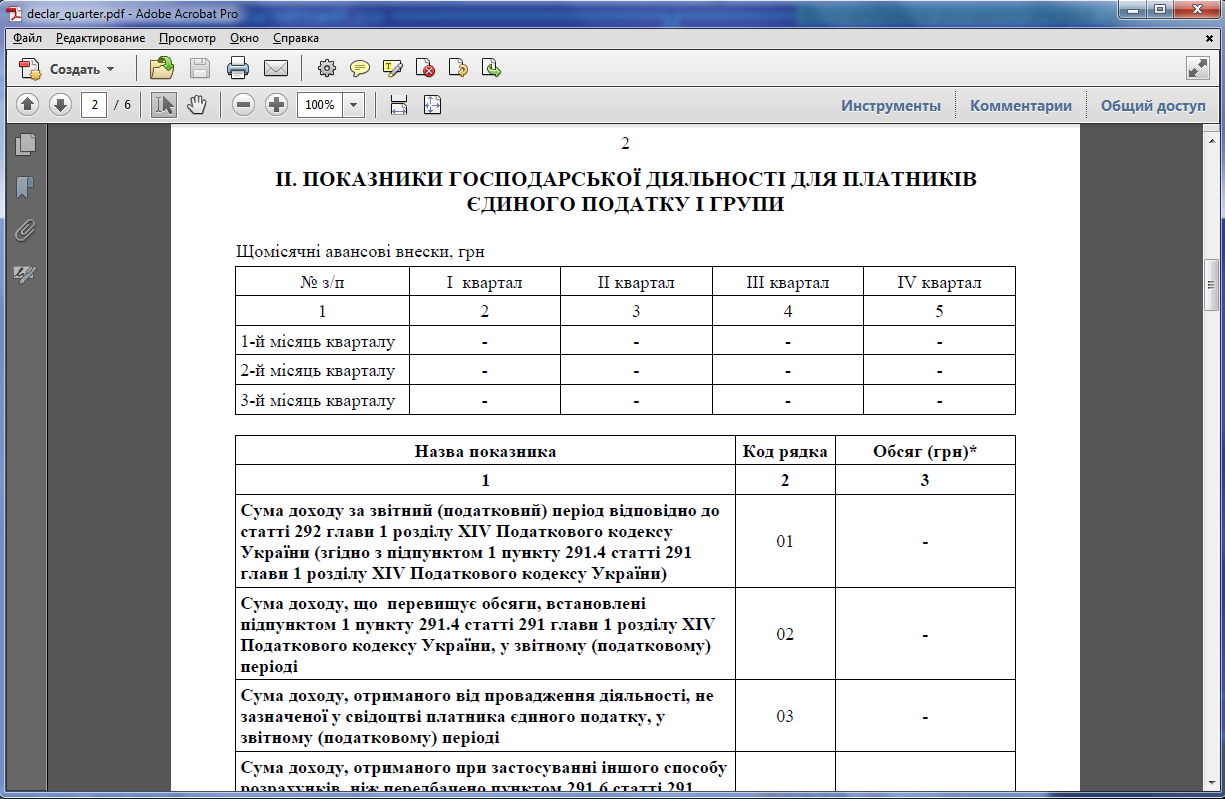 declar_quarter.pdf - Adobe Acrobat Pro
Файл Редактирование Просмотр Окно Справка
Создать
2 / 6 100% Инструменты Комментарии Общий доступ
2
ІІ. ПОКАЗНИКИ ГОСПОДАРСЬКОЇ ДІЯЛЬНОСТІ ДЛЯ ПЛАТНИКІВ
ЄДИНОГО ПОДАТКУ І ГРУПИ
Щомісячні авансові внески, грн
№ з/п І квартал ІІ квартал ІІІ квартал IV квартал
1 2 3 4 5
1-й місяць кварталу - - - -
2-й місяць кварталу - - - -
3-й місяць кварталу - - - -
Назва показника Код рядка Обсяг (грн)*
1 2 3
Сума доходу за звітний (податковий) період відповідно до
статті 292 глави 1 розділу XIV Податкового кодексу
України (згідно з підпунктом 1 пункту 291.4 статті 291
глави 1 розділу XIV Податкового кодексу України)
01 -
Сума доходу, що перевищує обсяги, встановлені
підпунктом 1 пункту 291.4 статті 291 глави 1 розділу XIV
Податкового кодексу України, у звітному (податковому)
періоді
02 -
Сума доходу, отриманого від провадження діяльності, не
зазначеної у свідоцтві платника єдиного податку, у
звітному (податковому) періоді
03 -
Сума доходу, отриманого при застосуванні іншого способу
розрахунків, ніж передбачено пунктом 291.6 статті 291